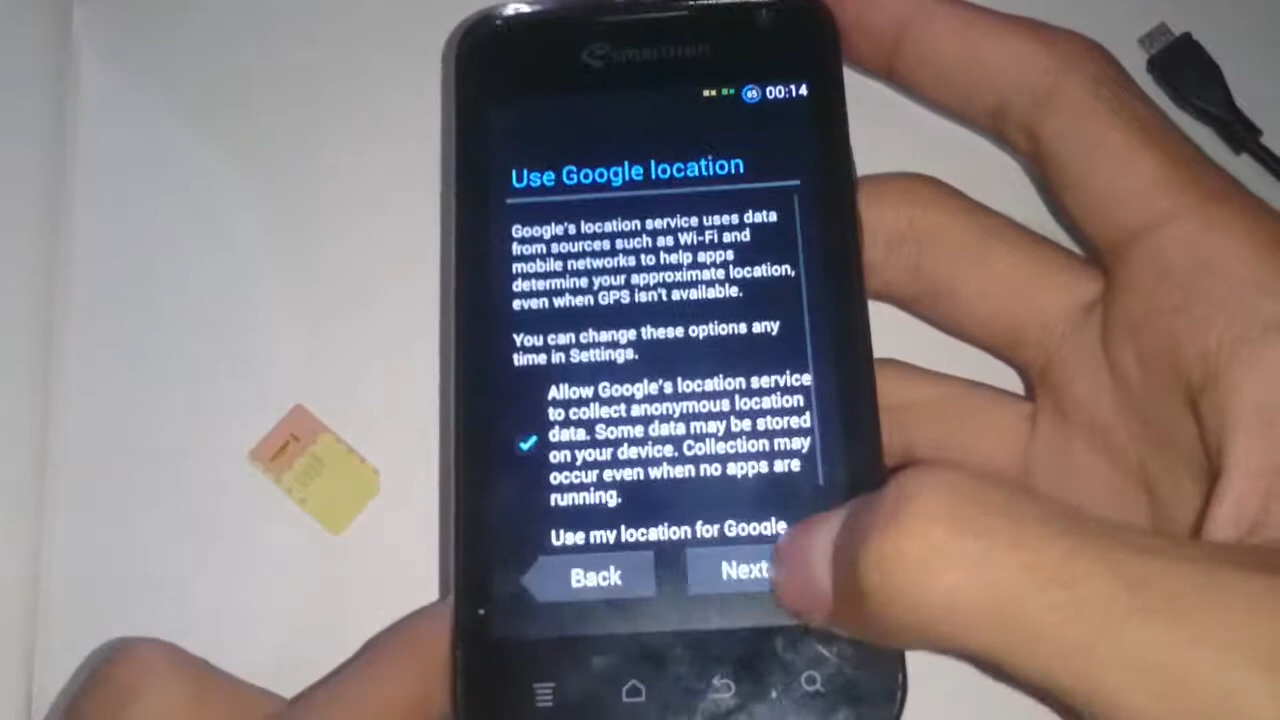 smartfren
65 00:14
Use Google location
Google's location service uses data
from sources such as Wi-Fi and
mobile networks to help apps
determine your approximate location,
even when GPS isn't available.
You can change these options any
time in Settings.
Allow Google's location service
to collect anonymous location
data. Some data may be stored
on your device. Collection may
occur even when no apps are
running.
Use my location for Google
Back
Next